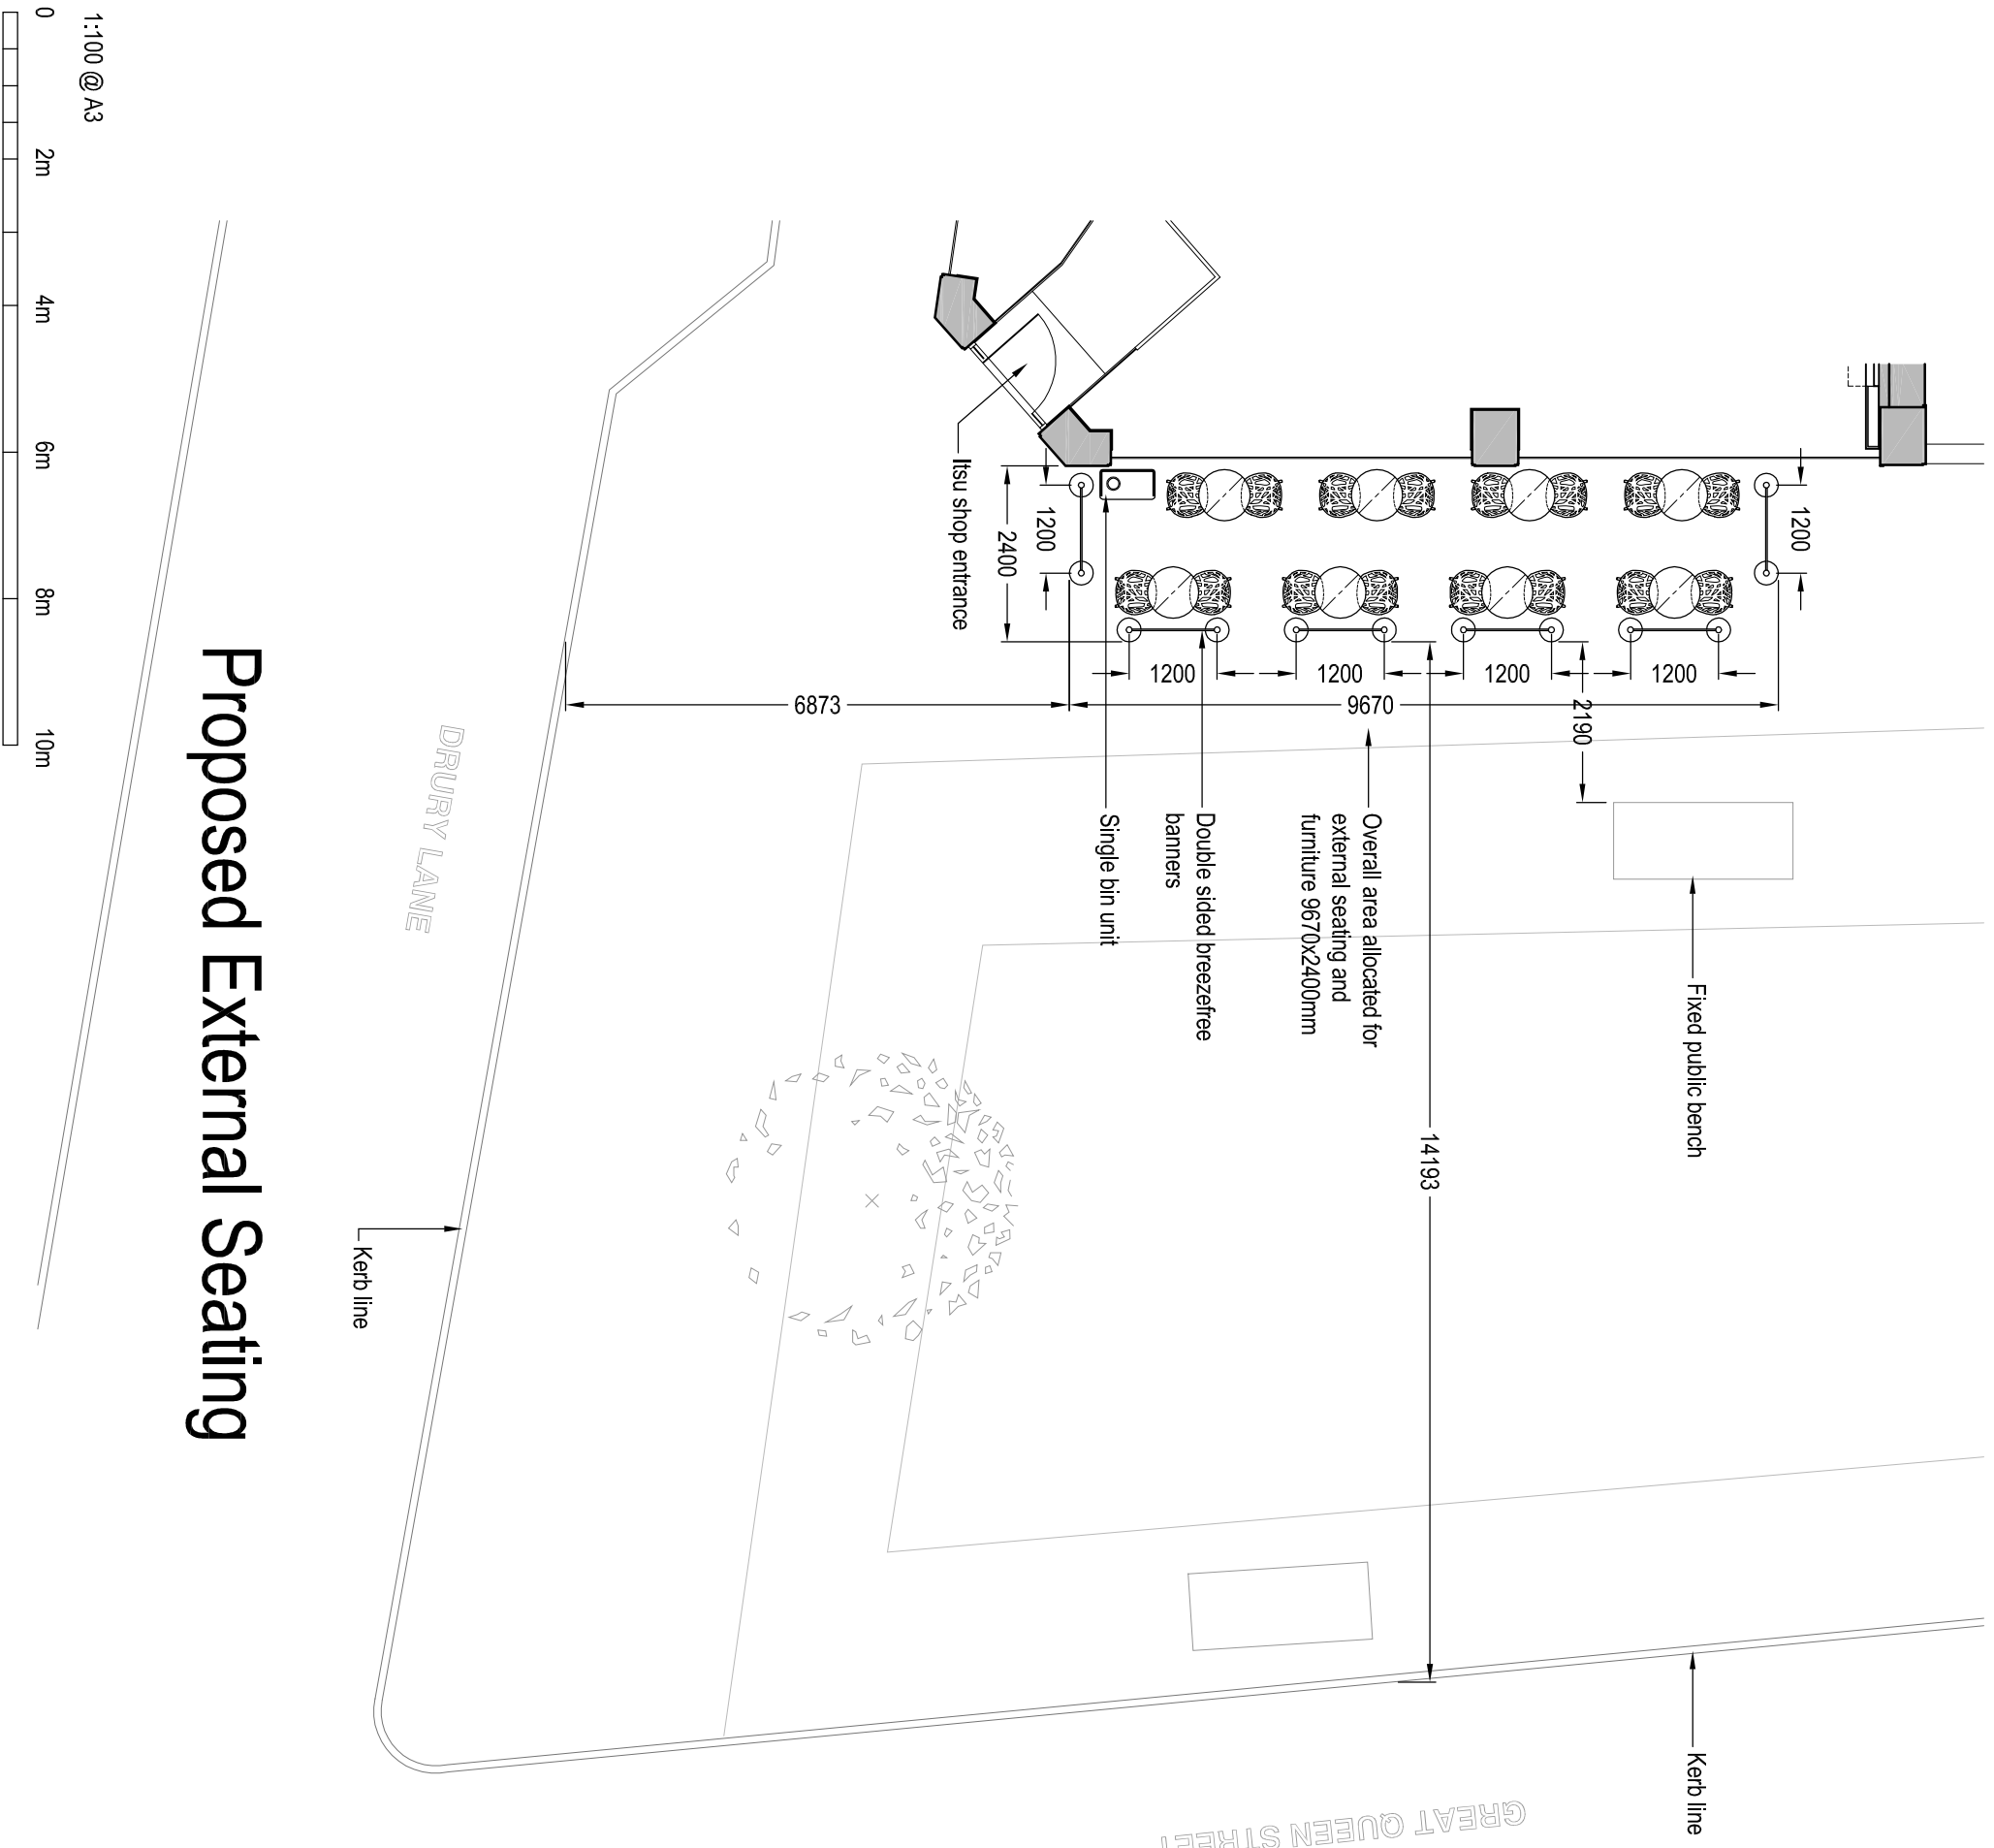 1200
1200
2400
1200
1200
1200
1200
2190
9670
6873
14193
Itsu shop entrance
Single bin unit
Double sided breezefree
banners
Overall area allocated for
external seating and
furniture 9670x2400mm
Fixed public bench
Kerb line
Kerb line
DRURY LANE
GREAT QUEEN STREET
Proposed External Seating
1:100 @ A3
0 2m 4m 6m 8m 10m